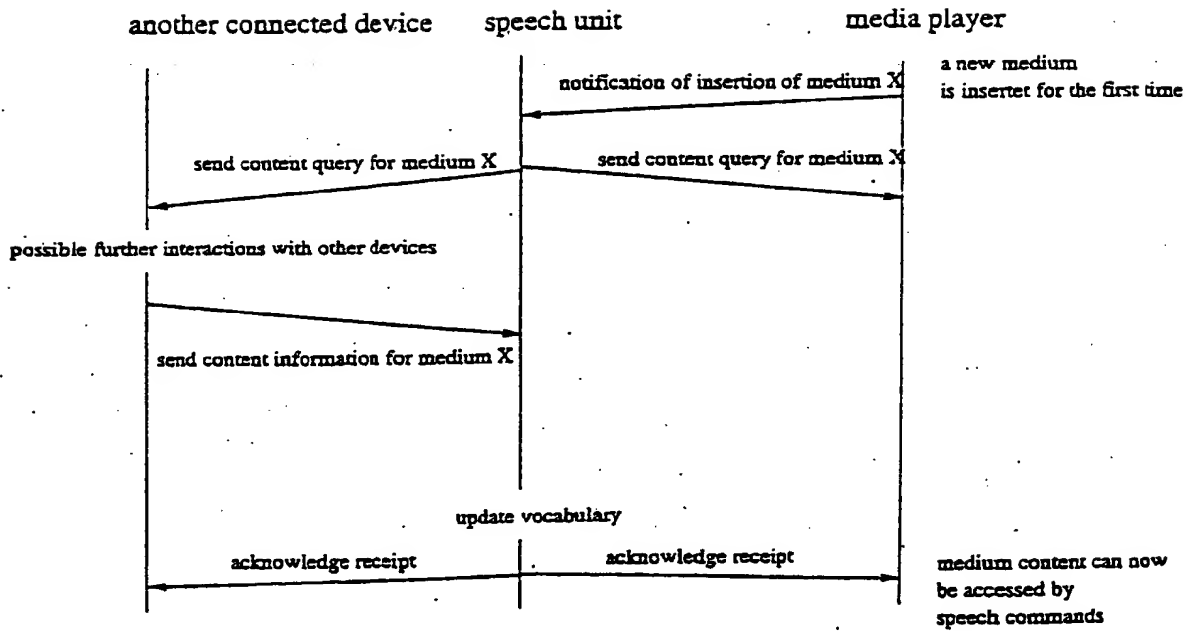 another connected device speech unit media player
a new medium
is insertet for the first time
notification of insertion of medium X
send content query for medium X send content query for medium X
possible further interactions with other devices
send content information for medium X
update vocabulary
acknowledge receipt acknowledge receipt
medium content can now
be accessed by
speech commands